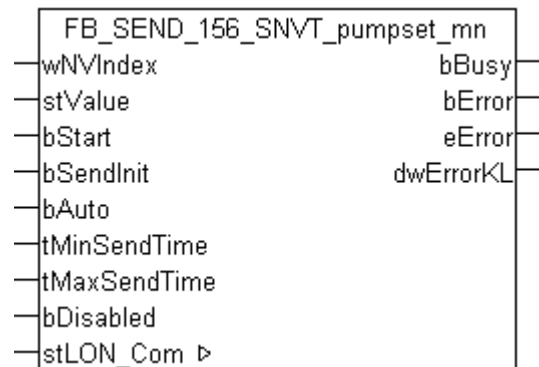 FB_SEND_156_SNVT_pumpset_mn
wNVIndex bBusy
stValue bError
bStart eError
bSendInit dwErrorKL
bAuto
tMinSendTime
tMaxSendTime
bDisabled
stLON_Com ▷